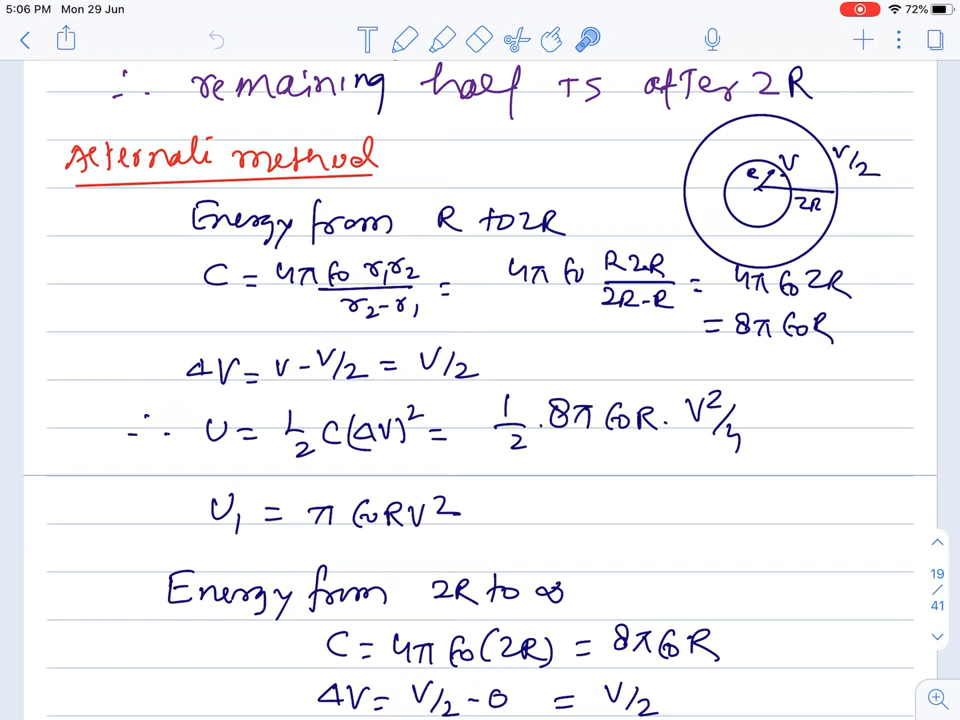 5:06 PM Mon 29 Jun 72%
∴ remaining half is after 2R
Alternate method
V V/2
2R
Energy from R to 2R
C = 4π ϵ₀ r₁r₂ / r₂-r₁ = 4π ϵ₀ R 2R / 2R-R = 4π ϵ₀ 2R
= 8π ϵ₀R
ΔV = V - V/2 = V/2
∴ U = 1/2 C(ΔV)² = 1/2 · 8π ϵ₀R · V²/4
U₁ = π ϵ₀RV²
Energy from 2R to ∞
C = 4π ϵ₀(2R) = 8π ϵ₀R
ΔV = V/2 - 0 = V/2
19
/
41